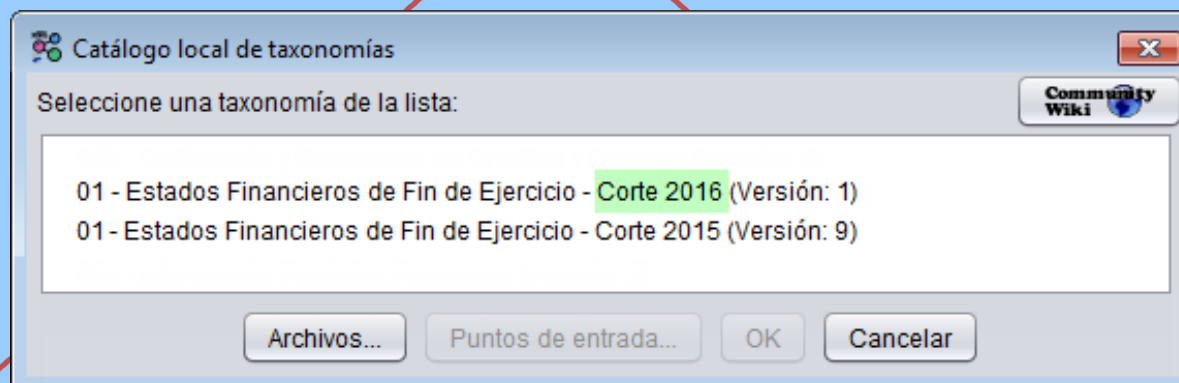 Catálogo local de taxonomías
Seleccione una taxonomía de la lista:
Community
Wiki
01 - Estados Financieros de Fin de Ejercicio - Corte 2016 (Versión: 1)
01 - Estados Financieros de Fin de Ejercicio - Corte 2015 (Versión: 9)
Archivos...
Puntos de entrada...
OK
Cancelar